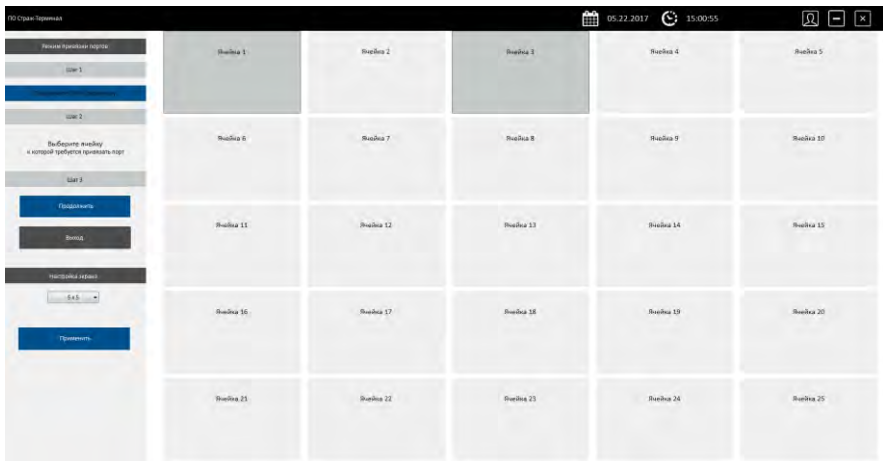 ПО Страж Терминал
05.22.2017
15:00:55
Режим привязки портов
Шаг 1
Шаг 2
Выберите ячейку
к которой требуется привязать порт
Шаг 3
Продолжить
Выход
Настройка экрана
5x5
Применить
Ячейка 1
Ячейка 2
Ячейка 3
Ячейка 4
Ячейка 5
Ячейка 6
Ячейка 7
Ячейка 8
Ячейка 9
Ячейка 10
Ячейка 11
Ячейка 12
Ячейка 13
Ячейка 14
Ячейка 15
Ячейка 16
Ячейка 17
Ячейка 18
Ячейка 19
Ячейка 20
Ячейка 21
Ячейка 22
Ячейка 23
Ячейка 24
Ячейка 25